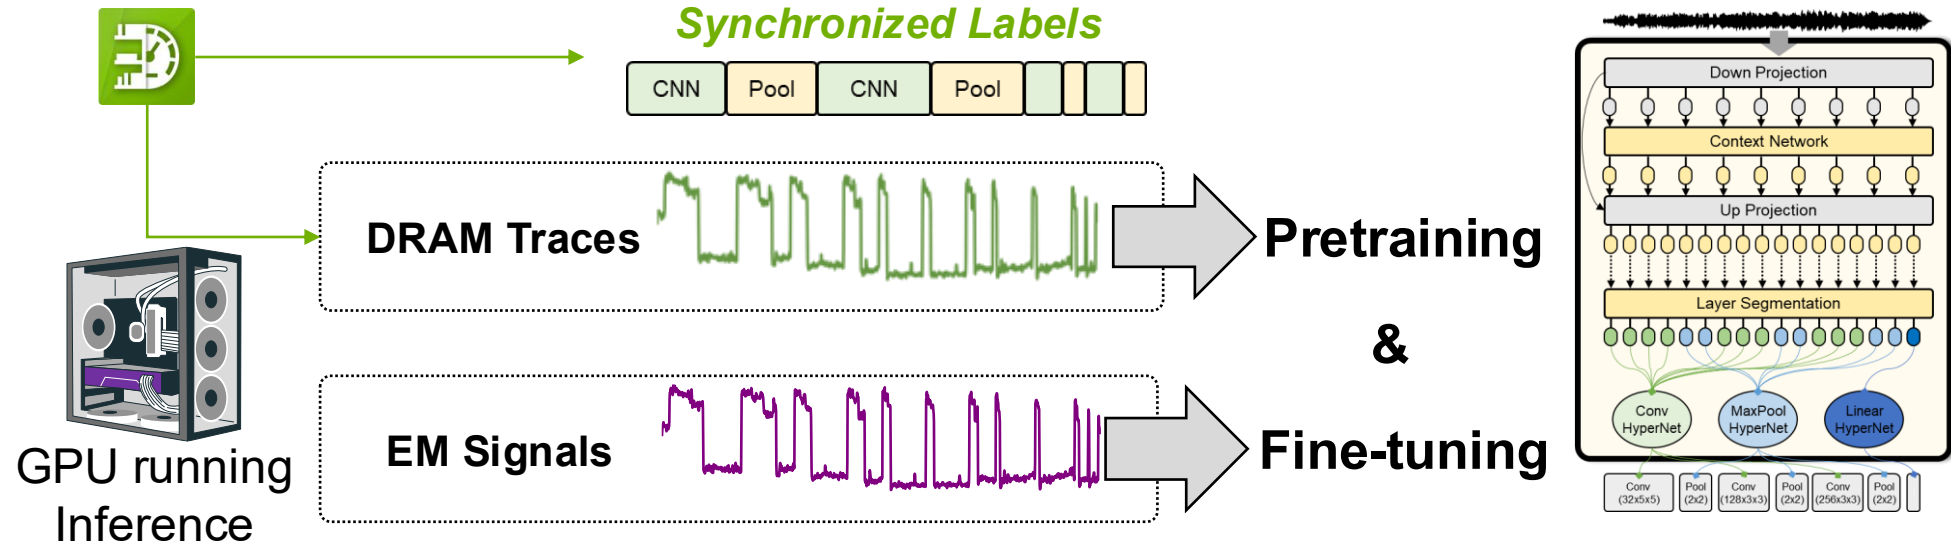 Synchronized Labels
CNN Pool CNN Pool
DRAM Traces
EM Signals
GPU running
Inference
Pretraining
&
Fine-tuning
Down Projection
Context Network
Up Projection
Layer Segmentation
Conv
HyperNet
MaxPool
HyperNet
Linear
HyperNet
Conv
(32x5x5)
Pool
(2x2)
Conv
(128x3x3)
Pool
(2x2)
Conv
(256x3x3)
Pool
(2x2)